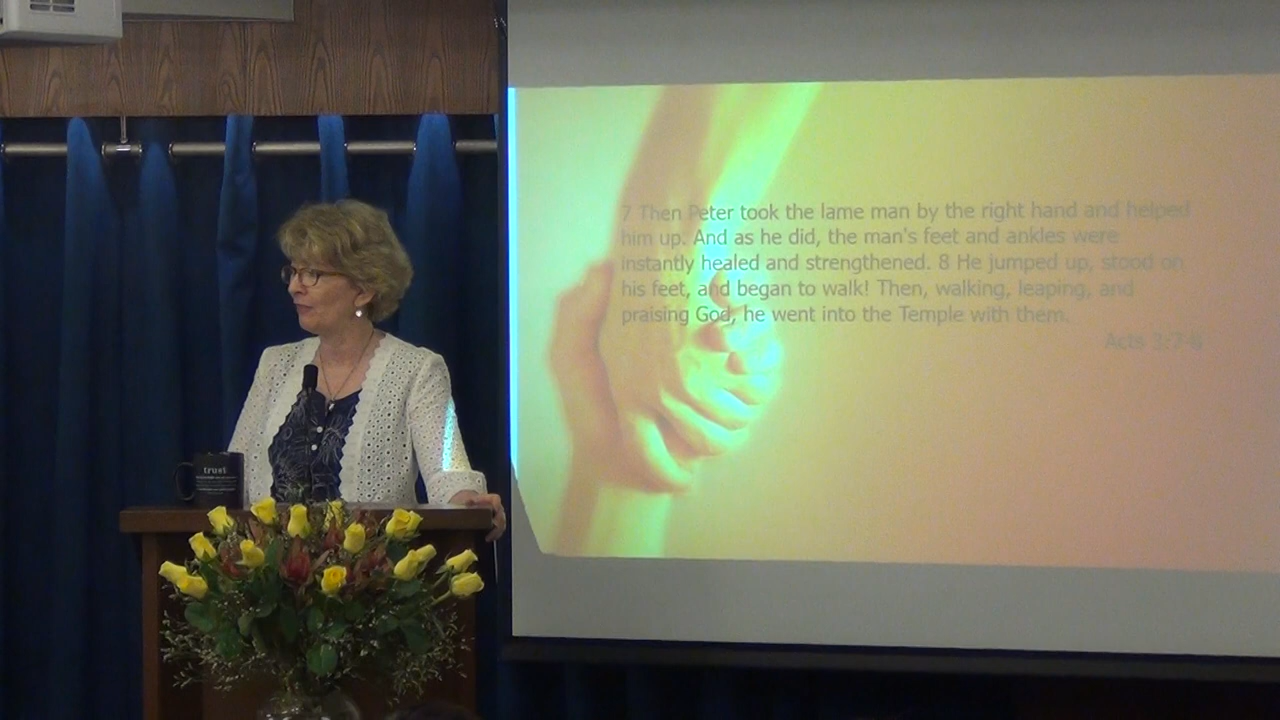 7 Then Peter took the lame man by the right hand and helped
him up. And as he did, the man's feet and ankles were
instantly healed and strengthened. 8 He jumped up, stood on
his feet, and began to walk! Then, walking, leaping, and
praising God, he went into the Temple with them.
Acts 3:7-8
trust